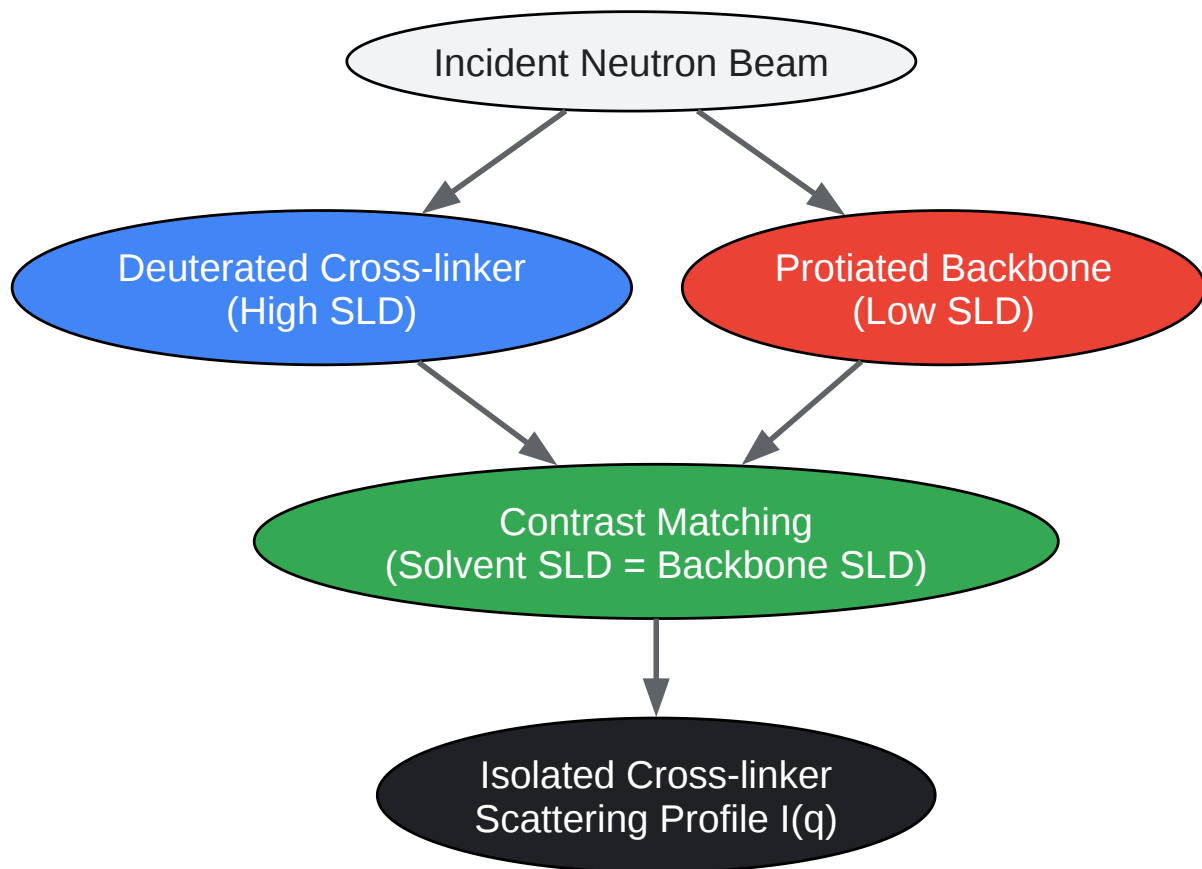 Incident Neutron Beam
Deuterated Cross-linker
(High SLD)
Protiated Backbone
(Low SLD)
Contrast Matching
(Solvent SLD = Backbone SLD)
Isolated Cross-linker
Scattering Profile I(q)